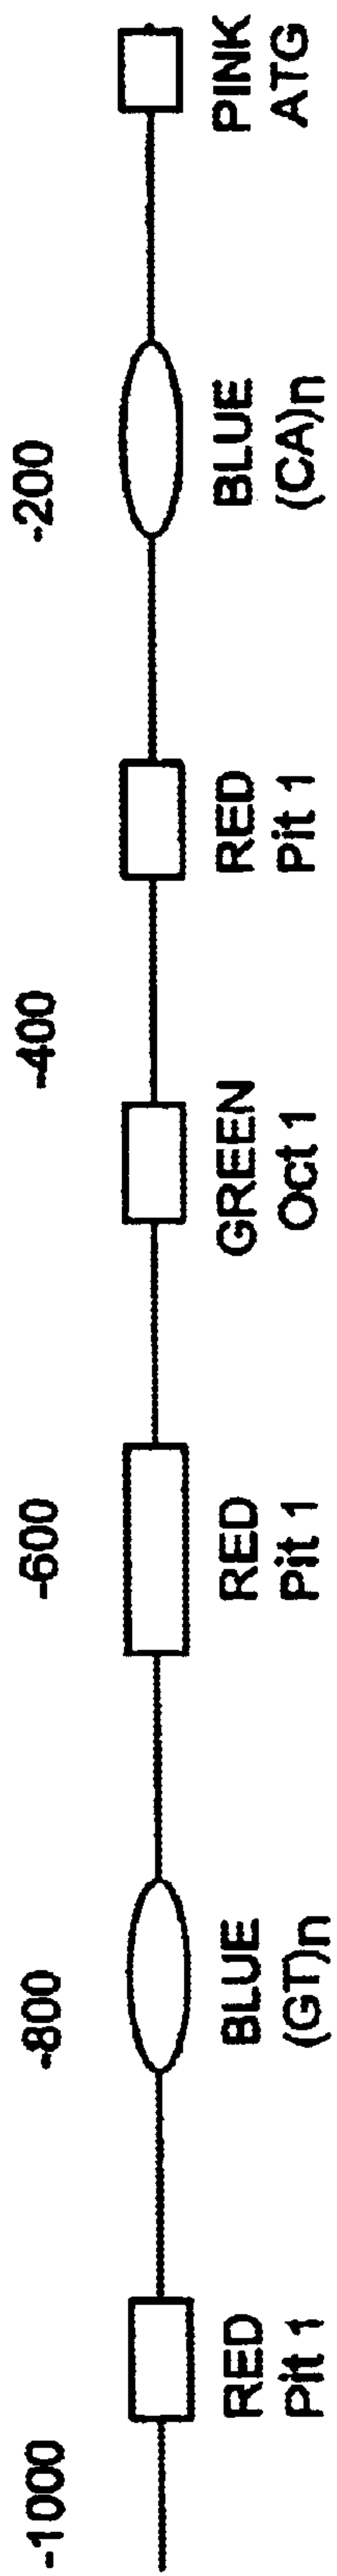 -1000 -800 -600 -400 -200
RED BLUE RED GREEN RED BLUE PINK
Pit 1 (GT)n Pit 1 Oct 1 Pit 1 (CA)n ATG